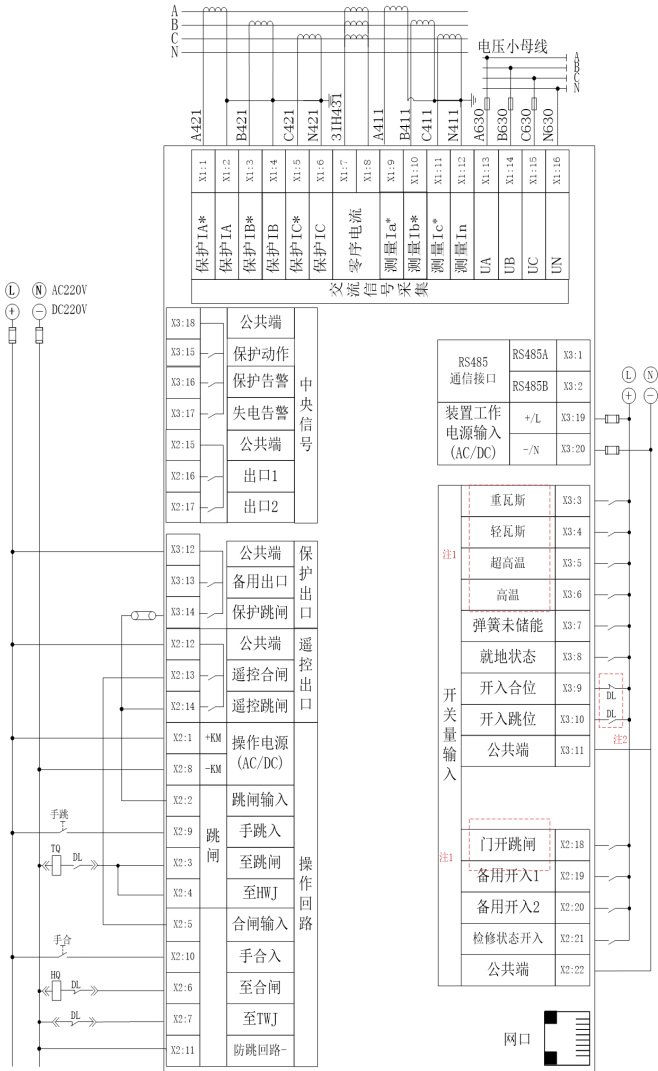 A
B
C
N
电压小母线
A
B
C
N
A421
B421
C421
N421
3IH431
A411
B411
C411
N411
A630
B630
C630
N630
X1:1
X1:2
X1:3
X1:4
X1:5
X1:6
X1:7
X1:8
X1:9
X1:10
X1:11
X1:12
X1:13
X1:14
X1:15
X1:16
保护IA*
保护IA
保护IB*
保护IB
保护IC*
保护IC
零序电流
测量Ia*
测量Ib*
测量Ic*
测量In
UA
UB
UC
UN
交流信号采集
L N AC220V
+ − DC220V
X3:18 公共端
X3:15 保护动作
X3:16 保护告警
X3:17 失电告警
X2:15 公共端
X2:16 出口1
X2:17 出口2
中央信号
X3:12 公共端
X3:13 备用出口
X3:14 保护跳闸
保护出口
X2:12 公共端
X2:13 遥控合闸
X2:14 遥控跳闸
遥控出口
X2:1 +KM
X2:8 -KM
操作电源
(AC/DC)
X2:2 跳闸输入
手跳
X2:9 手跳入
TQ DL
X2:3 至跳闸
X2:4 至HWJ
跳闸
X2:5 合闸输入
手合
X2:10 手合入
HQ DL
X2:6 至合闸
DL
X2:7 至TWJ
X2:11 防跳回路-
操作回路
RS485
通信接口
RS485A X3:1
RS485B X3:2
装置工作
电源输入
(AC/DC)
+/L X3:19
-/N X3:20
L N
+ −
重瓦斯 X3:3
轻瓦斯 X3:4
注1
超高温 X3:5
高温 X3:6
弹簧未储能 X3:7
就地状态 X3:8
开入合位 X3:9
DL
开入跳位 X3:10
DL
注2
公共端 X3:11
开关量输入
注1
门开跳闸 X2:18
备用开入1 X2:19
备用开入2 X2:20
检修状态开入 X2:21
公共端 X2:22
网口